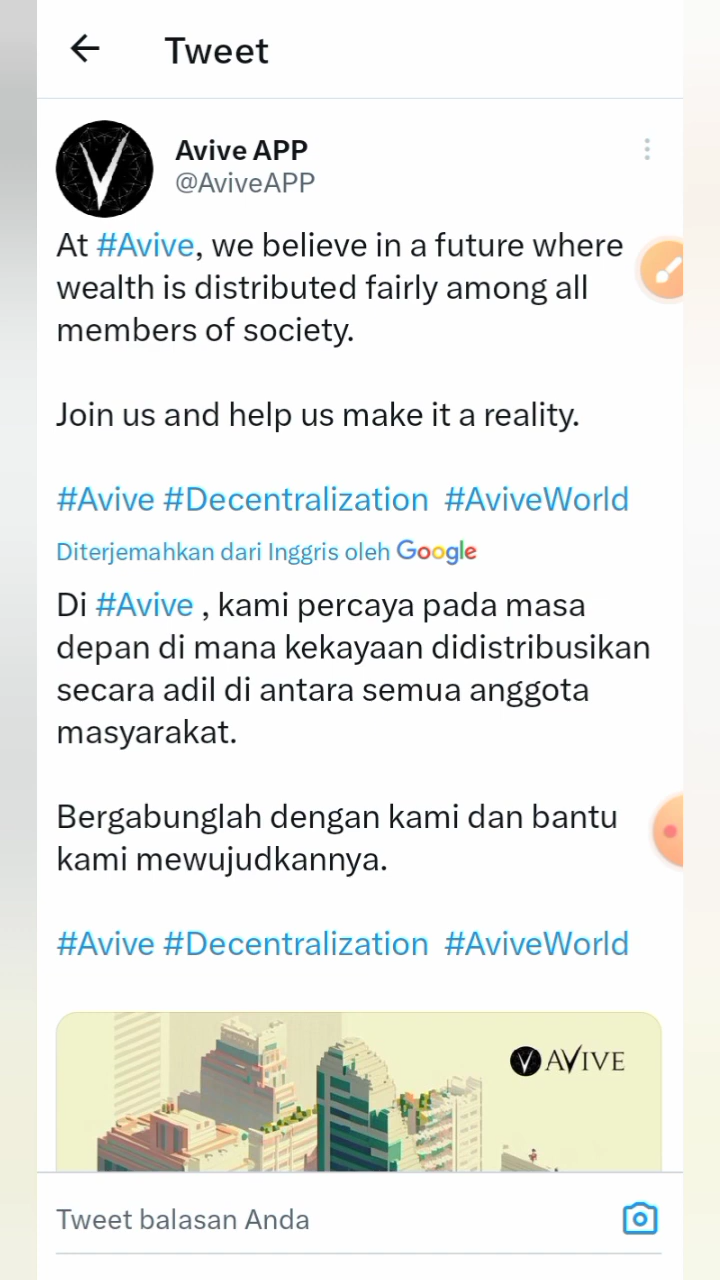 Tweet
Avive APP
@AviveAPP
At #Avive, we believe in a future where
wealth is distributed fairly among all
members of society.
Join us and help us make it a reality.
#Avive #Decentralization #AviveWorld
Diterjemahkan dari Inggris oleh Google
Di #Avive , kami percaya pada masa
depan di mana kekayaan didistribusikan
secara adil di antara semua anggota
masyarakat.
Bergabunglah dengan kami dan bantu
kami mewujudkannya.
#Avive #Decentralization #AviveWorld
AVIVE
Tweet balasan Anda